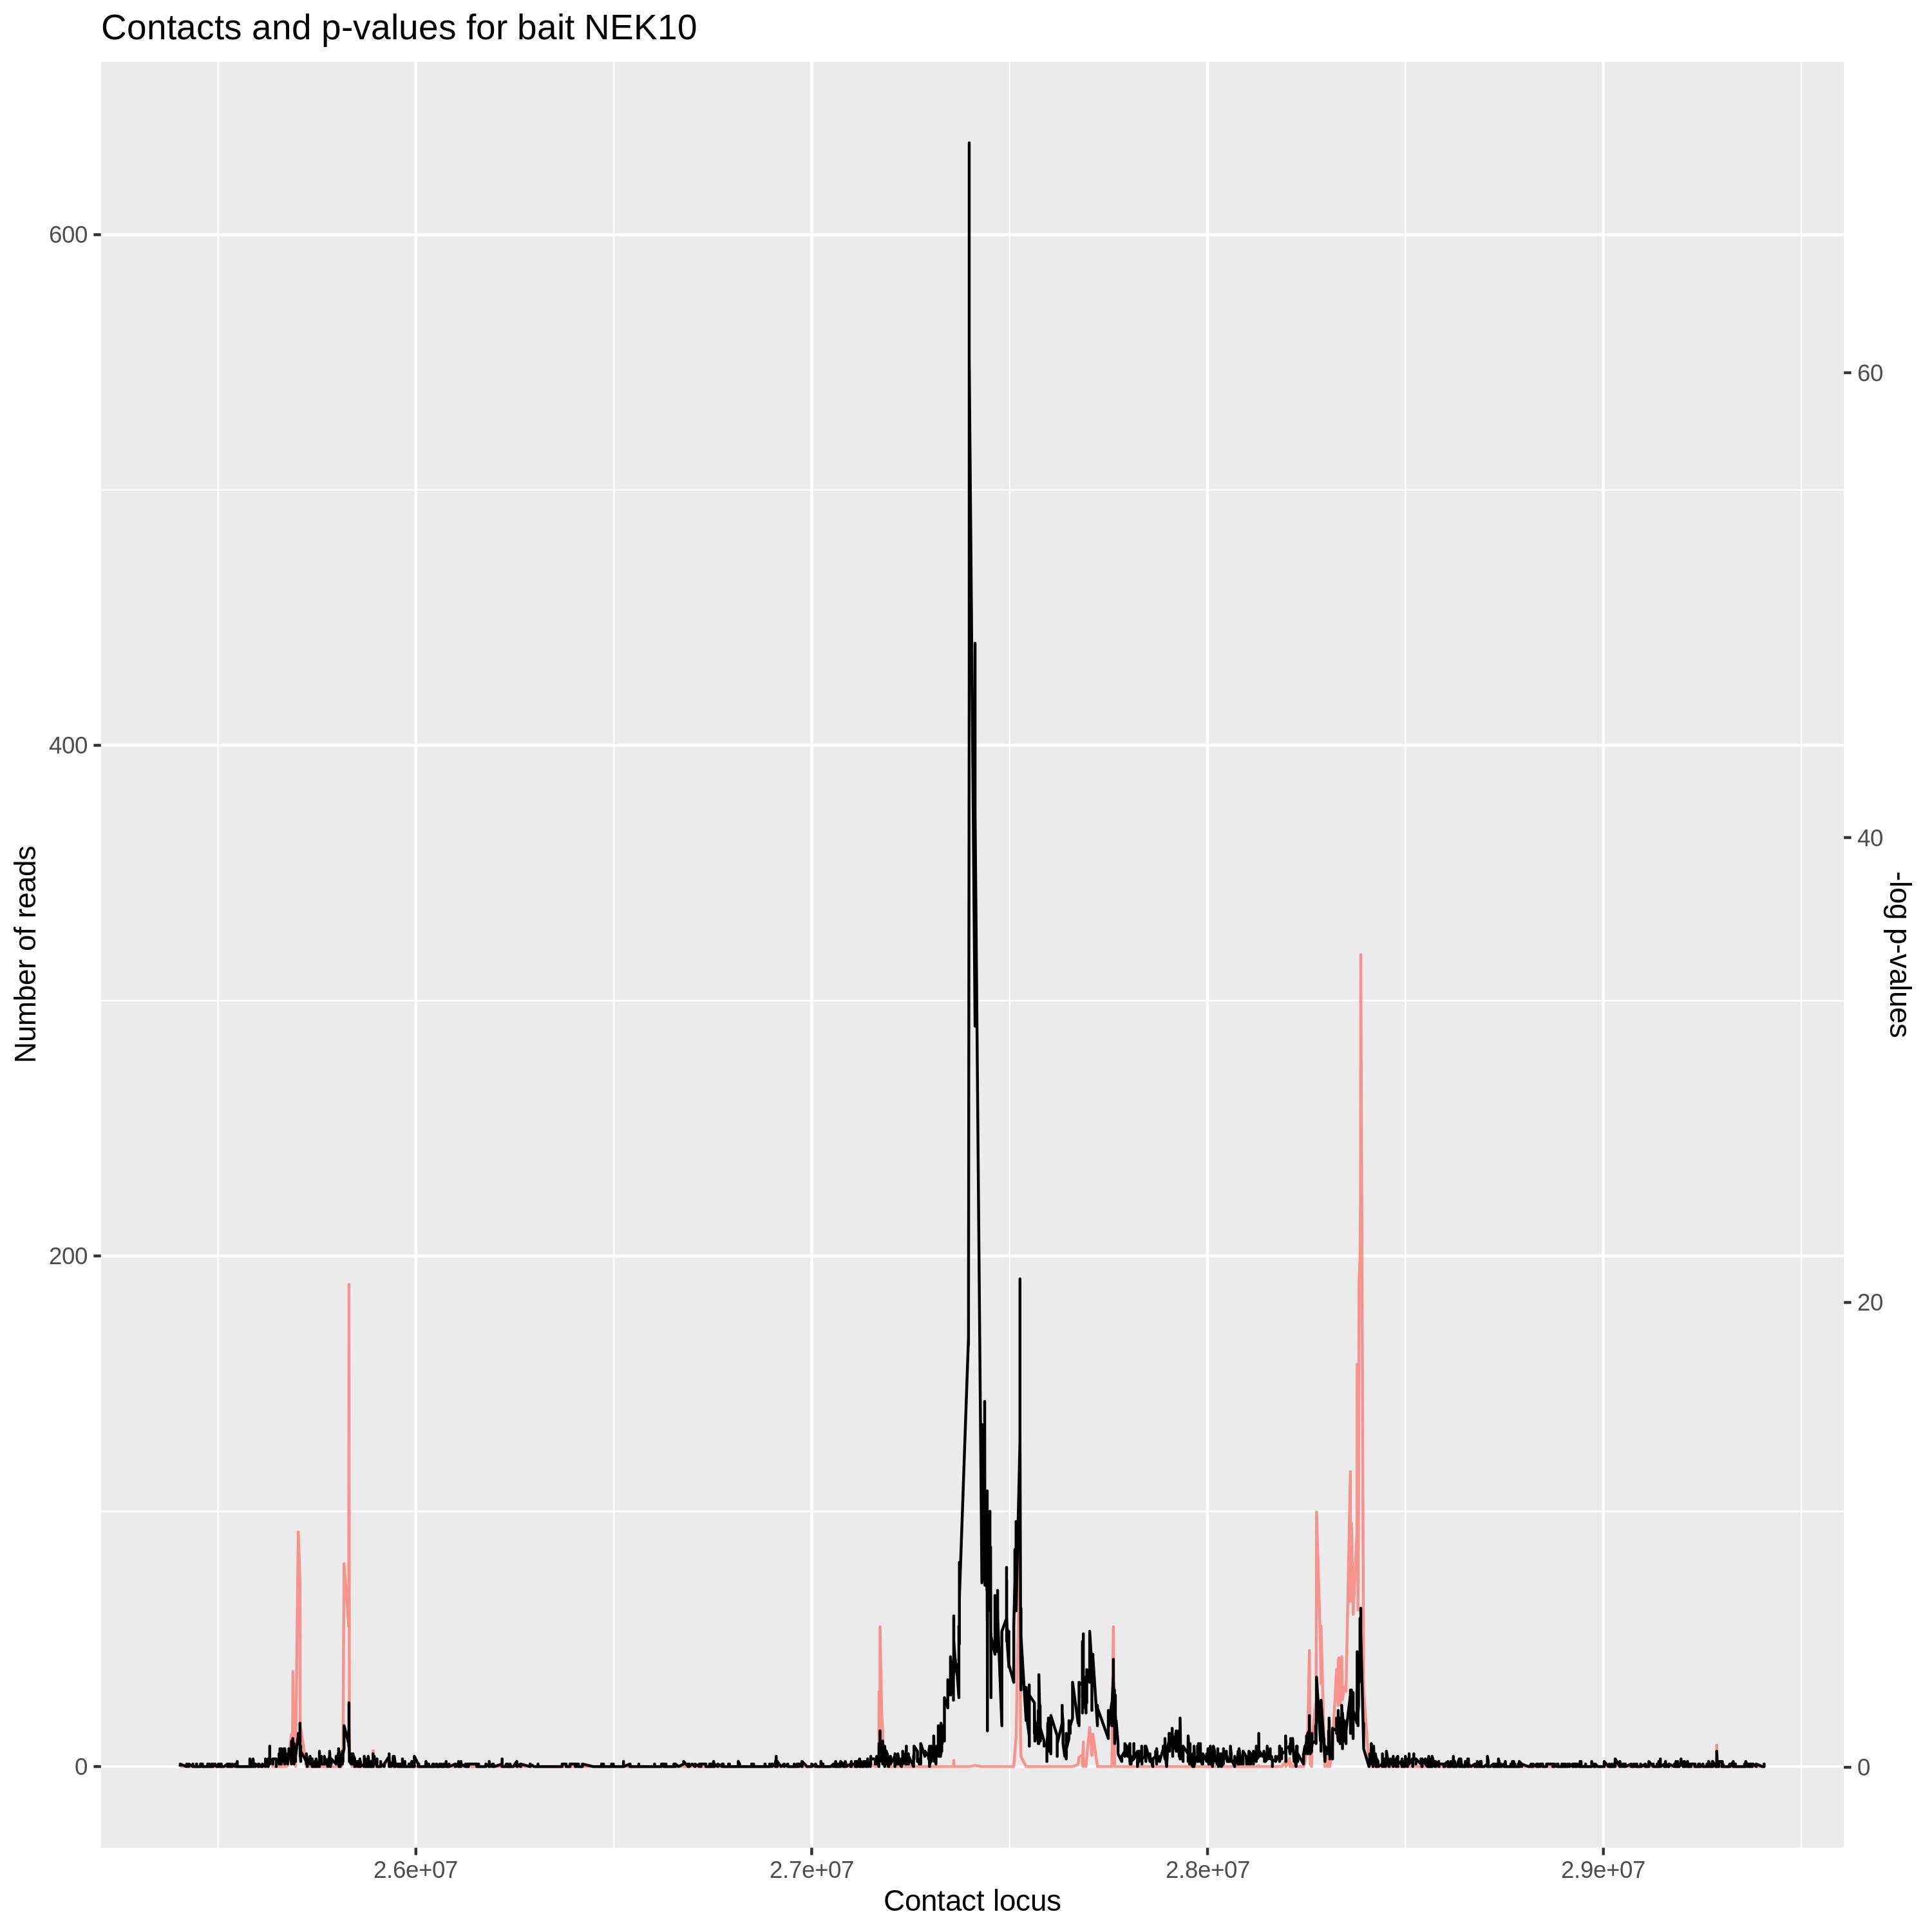 Contacts and p-values for bait NEK10
600
400
200
0
Number of reads
60
40
20
0
-log p-values
2.6e+07 2.7e+07 2.8e+07 2.9e+07
Contact locus